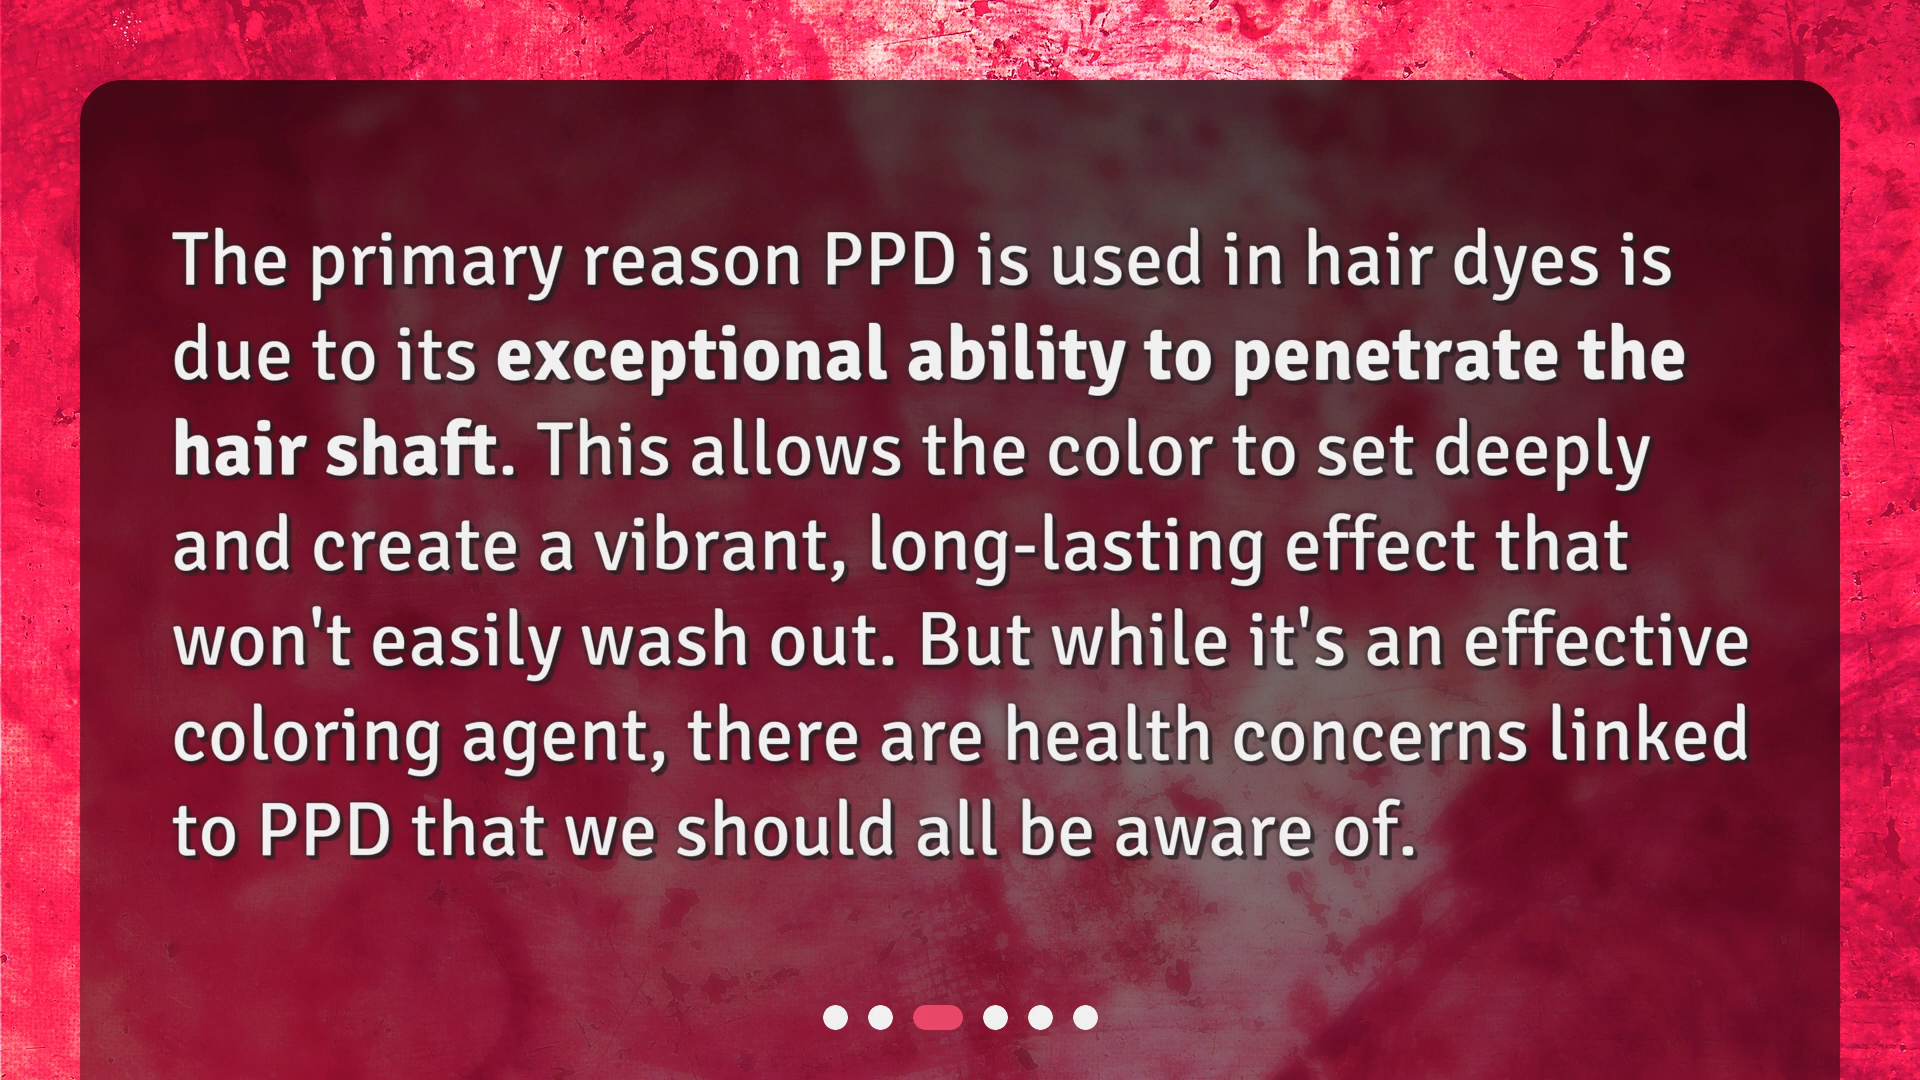 The primary reason PPD is used in hair dyes is
due to its exceptional ability to penetrate the
hair shaft. This allows the color to set deeply
and create a vibrant, long-lasting effect that
won't easily wash out. But while it's an effective
coloring agent, there are health concerns linked
to PPD that we should all be aware of.